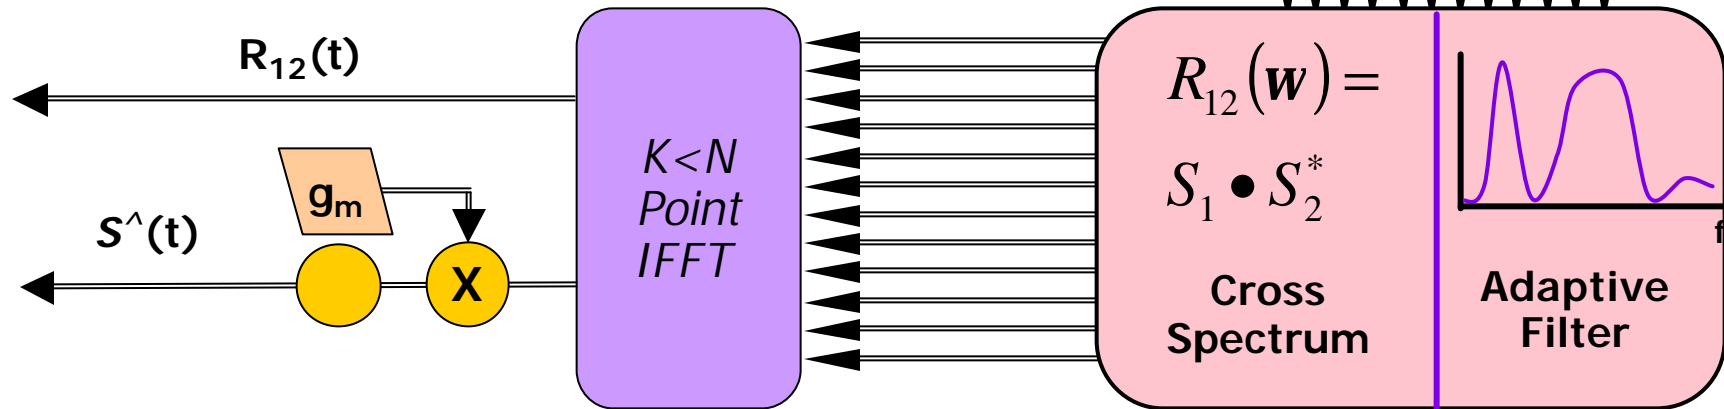 R₁₂(t)
gₘ
S^(t)
X
K<N
Point
IFFT
R₁₂(w) =
S₁ • S₂*
Cross
Spectrum
f
Adaptive
Filter